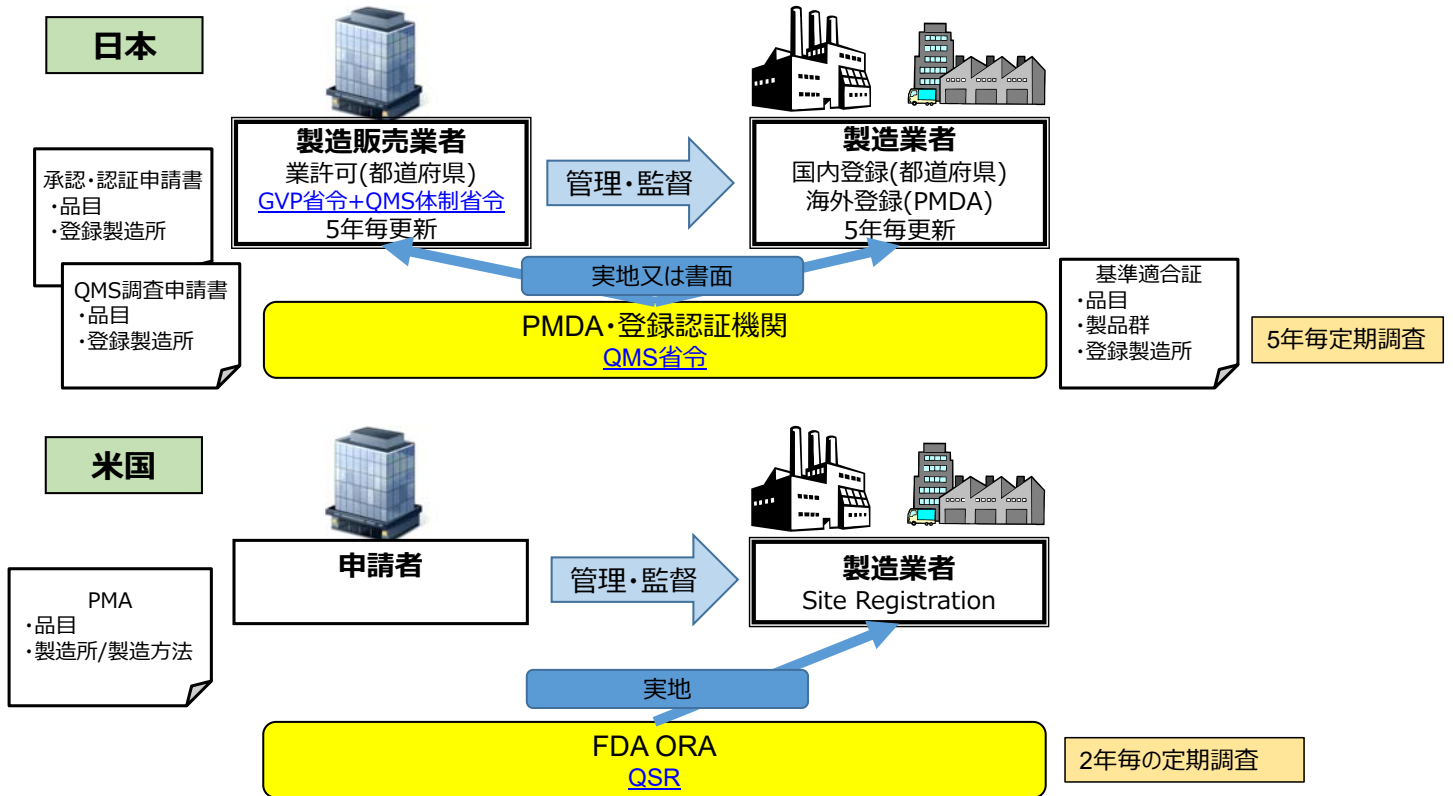 日本
製造販売業者
業許可(都道府県)
GVP省令+QMS体制省令
5年毎更新
管理・監督
製造業者
国内登録(都道府県)
海外登録(PMDA)
5年毎更新
承認・認証申請書
・品目
・登録製造所
QMS調査申請書
・品目
・登録製造所
実地又は書面
PMDA・登録認証機関
QMS省令
基準適合証
・品目
・製品群
・登録製造所
5年毎定期調査
米国
申請者
管理・監督
製造業者
Site Registration
PMA
・品目
・製造所/製造方法
実地
FDA ORA
QSR
2年毎の定期調査